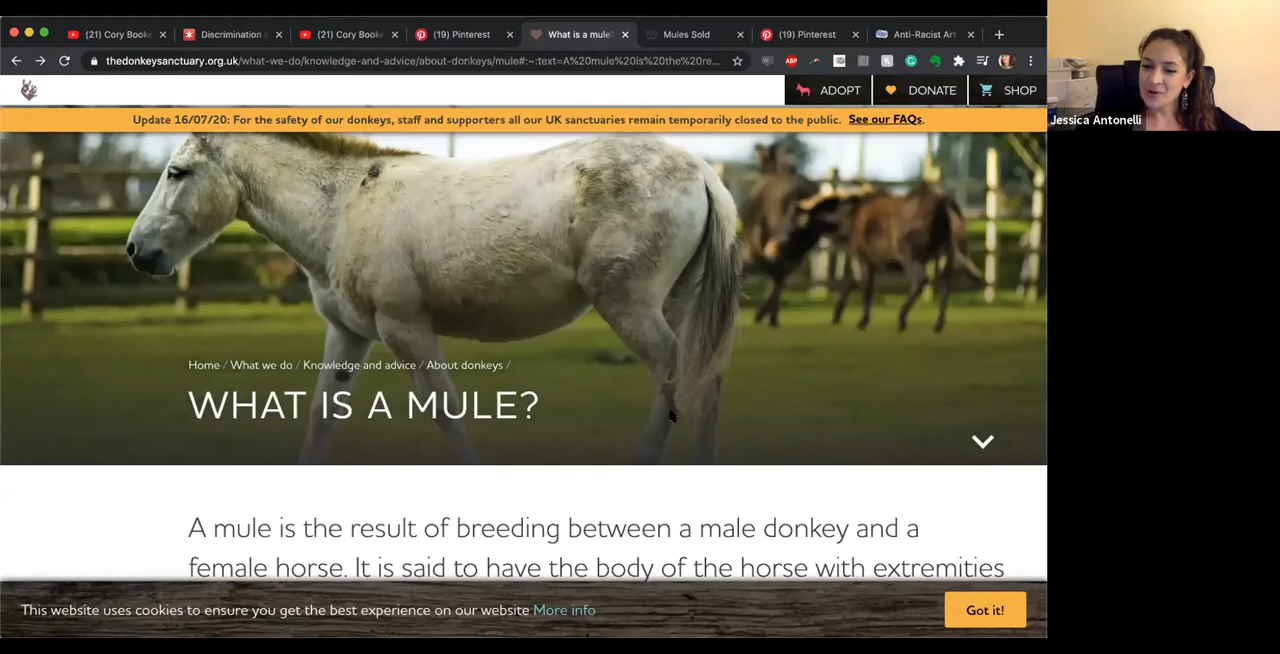 (21) Cory Booke
Discrimination a
(21) Cory Booke
(19) Pinterest
What is a mule?
Mules Sold
(19) Pinterest
Anti-Racist Art
thedonkeysanctuary.org.uk/what-we-do/knowledge-and-advice/about-donkeys/mule#:~:text=A%20mule%20is%20the%20re...
ABP
ADOPT
DONATE
SHOP
Update 16/07/20: For the safety of our donkeys, staff and supporters all our UK sanctuaries remain temporarily closed to the public. See our FAQs.
Jessica Antonelli
Home / What we do / Knowledge and advice / About donkeys /
WHAT IS A MULE?
A mule is the result of breeding between a male donkey and a
female horse. It is said to have the body of the horse with extremities
This website uses cookies to ensure you get the best experience on our website More info
Got it!